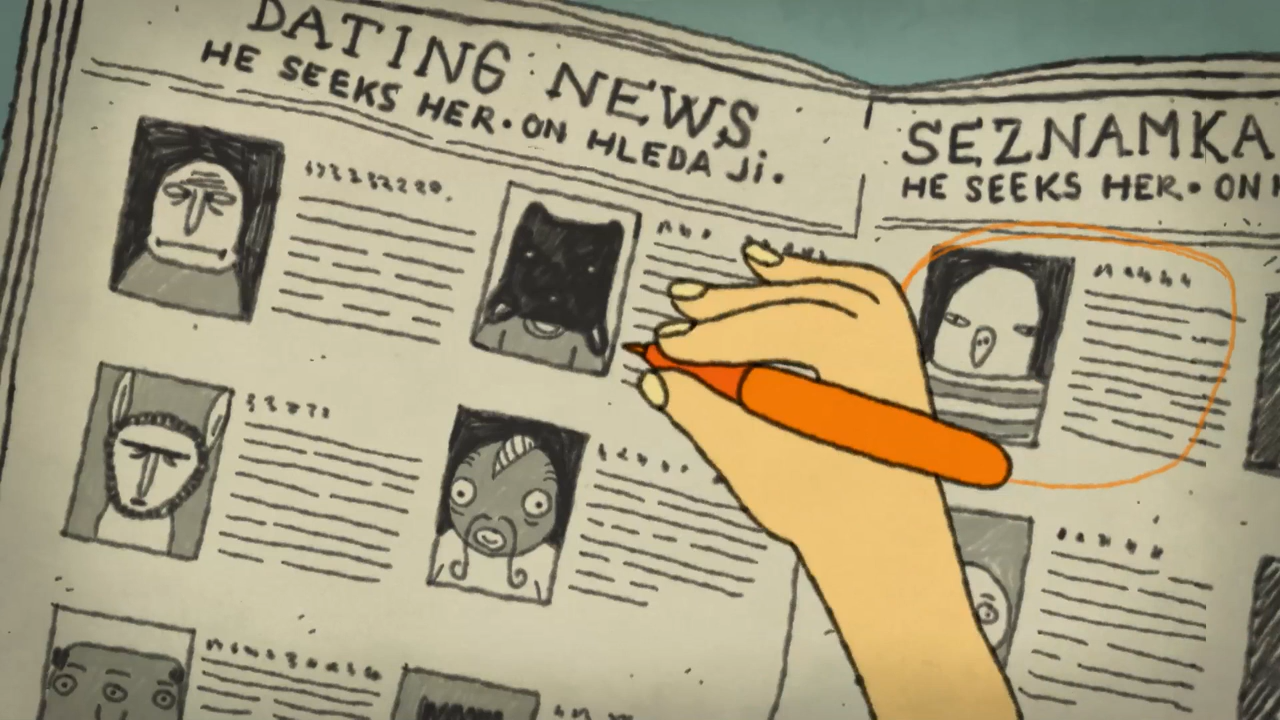 DATING NEWS.
HE SEEKS HER • ON HLEDA Ji.
SEZNAMKA
HE SEEKS HER • ON